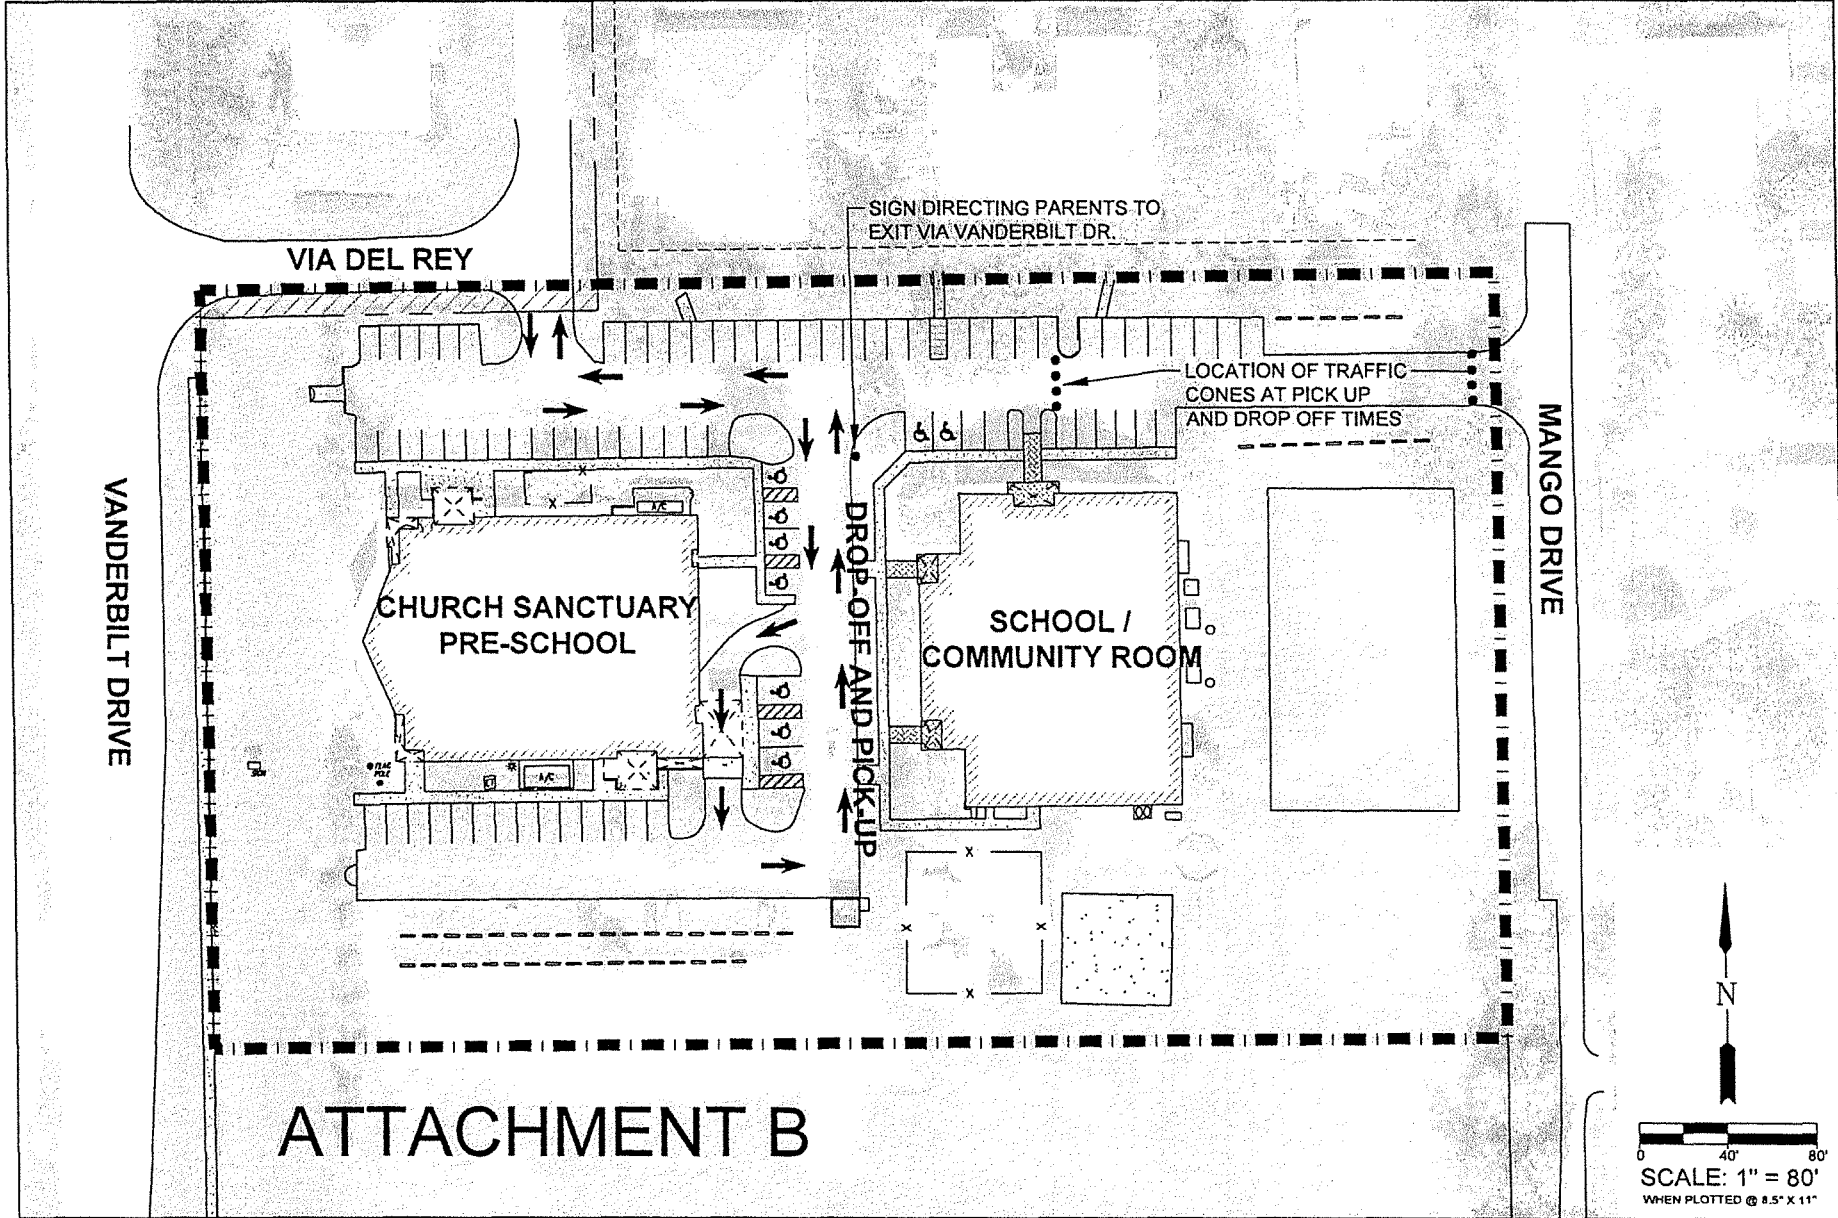 SIGN DIRECTING PARENTS TO
EXIT VIA VANDERBILT DR.
VIA DEL REY
LOCATION OF TRAFFIC
CONES AT PICK UP
AND DROP OFF TIMES
MANGO DRIVE
VANDERBILT DRIVE
A/C
DROP-OFF AND PICK-UP
CHURCH SANCTUARY
PRE-SCHOOL
SCHOOL /
COMMUNITY ROOM
SIGN
FLAG
POLE
A/C
X
X
X
X
X
X
N
ATTACHMENT B
0 40' 80'
SCALE: 1" = 80'
WHEN PLOTTED @ 8.5" X 11"